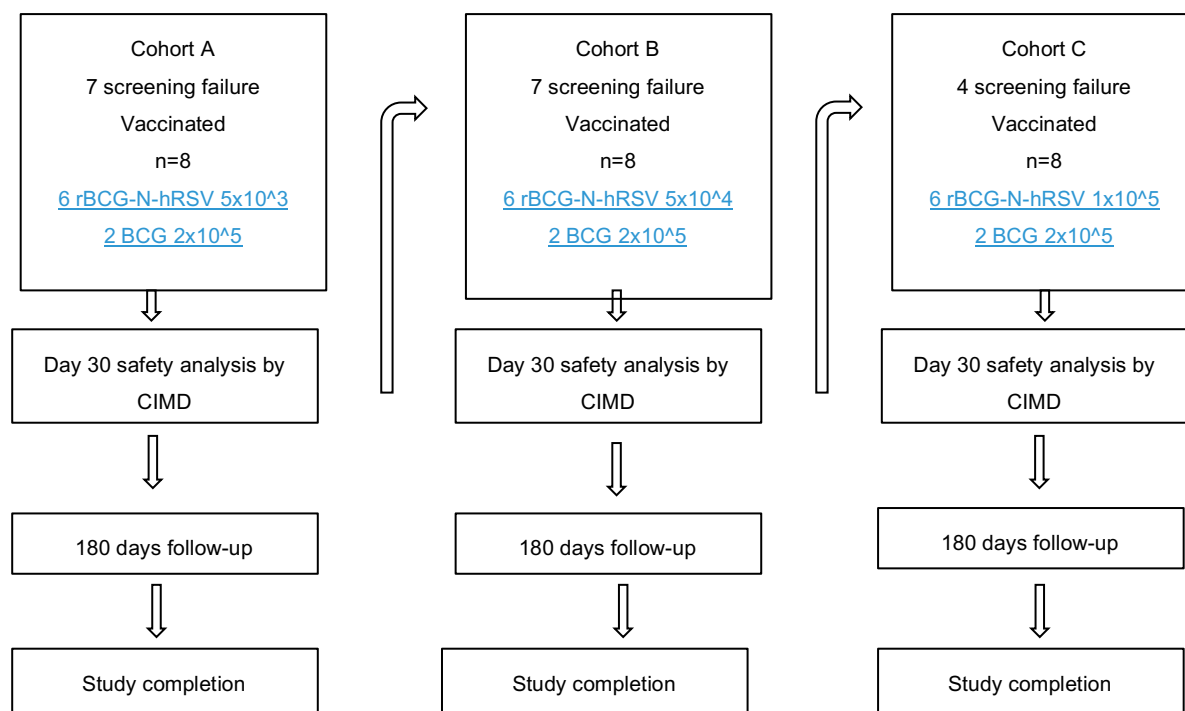 Cohort A
7 screening failure
Vaccinated
n=8
6 rBCG-N-hRSV 5x10^3
2 BCG 2x10^5
Day 30 safety analysis by
CIMD
180 days follow-up
Study completion
Cohort B
7 screening failure
Vaccinated
n=8
6 rBCG-N-hRSV 5x10^4
2 BCG 2x10^5
Day 30 safety analysis by
CIMD
180 days follow-up
Study completion
Cohort C
4 screening failure
Vaccinated
n=8
6 rBCG-N-hRSV 1x10^5
2 BCG 2x10^5
Day 30 safety analysis by
CIMD
180 days follow-up
Study completion